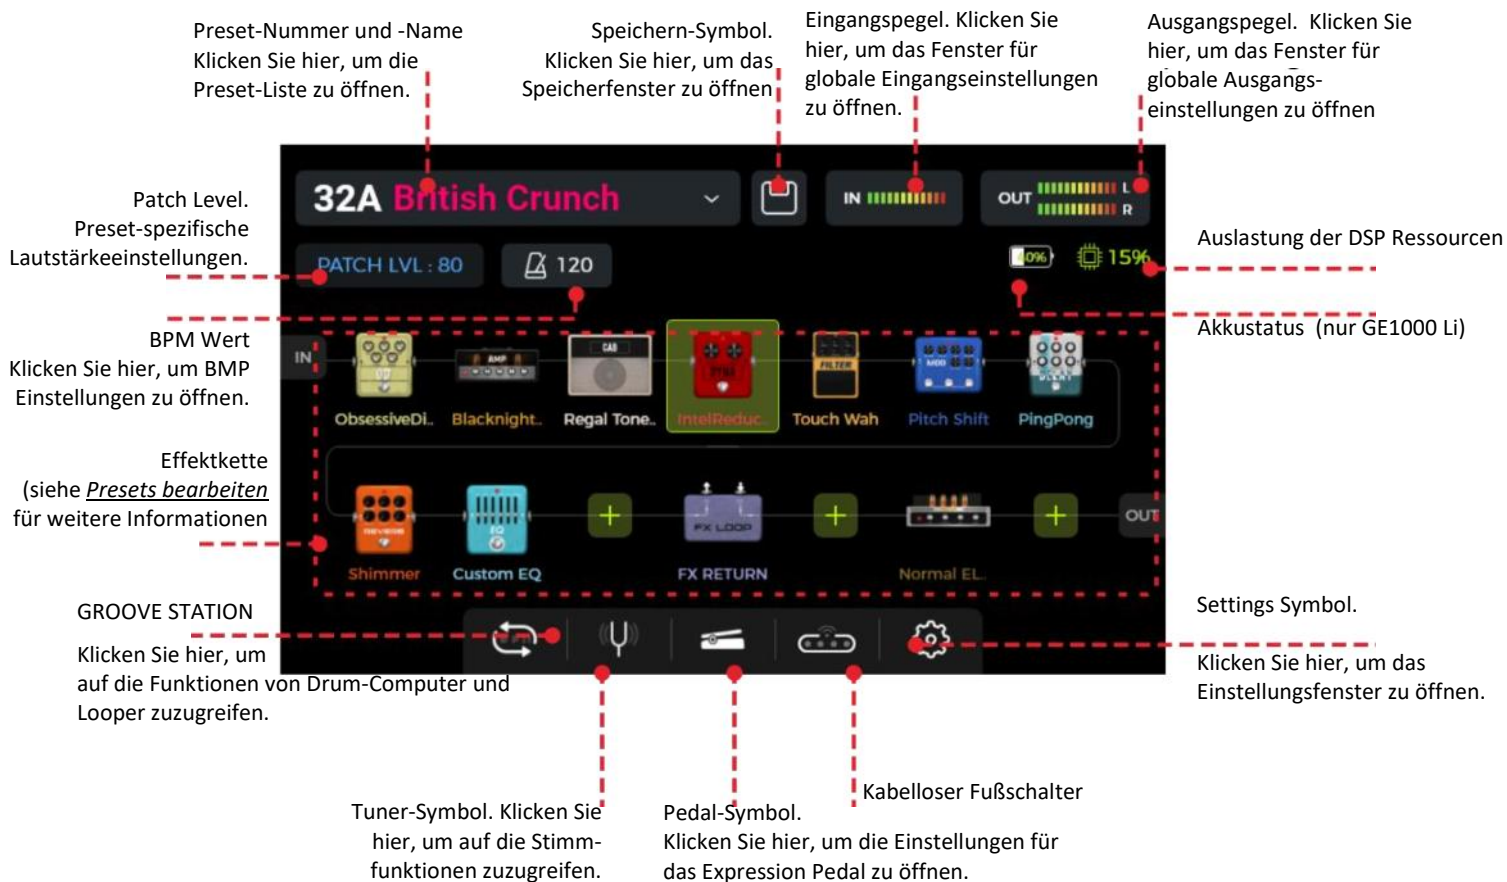 Preset-Nummer und -Name
Klicken Sie hier, um die
Preset-Liste zu öffnen.
Speichern-Symbol.
Klicken Sie hier, um das
Speicherfenster zu öffnen
Eingangspegel. Klicken Sie
hier, um das Fenster für
globale Eingangseinstellungen
zu öffnen.
Ausgangspegel. Klicken Sie
hier, um das Fenster für
globale Ausgangs-
einstellungen zu öffnen
Patch Level.
Preset-spezifische
Lautstärkeeinstellungen.
32A British Crunch
IN
OUT
L
R
PATCH LVL : 80
120
15%
Auslastung der DSP Ressourcen
Akkustatus (nur GE1000 Li)
BPM Wert
Klicken Sie hier, um BMP
Einstellungen zu öffnen.
IN
AMP
CAB
FILTER
MOD
ObsessiveDi..
Blacknight..
Regal Tone..
IntelReduc..
Touch Wah
Pitch Shift
PingPong
Effektkette
(siehe Presets bearbeiten
für weitere Informationen
EQ
FX LOOP
OUT
Shimmer
Custom EQ
FX RETURN
Normal EL..
GROOVE STATION
Klicken Sie hier, um
auf die Funktionen von Drum-Computer und
Looper zuzugreifen.
Settings Symbol.
Klicken Sie hier, um das
Einstellungsfenster zu öffnen.
Tuner-Symbol. Klicken Sie
hier, um auf die Stimm-
funktionen zuzugreifen.
Pedal-Symbol.
Klicken Sie hier, um die Einstellungen für
das Expression Pedal zu öffnen.
Kabelloser Fußschalter